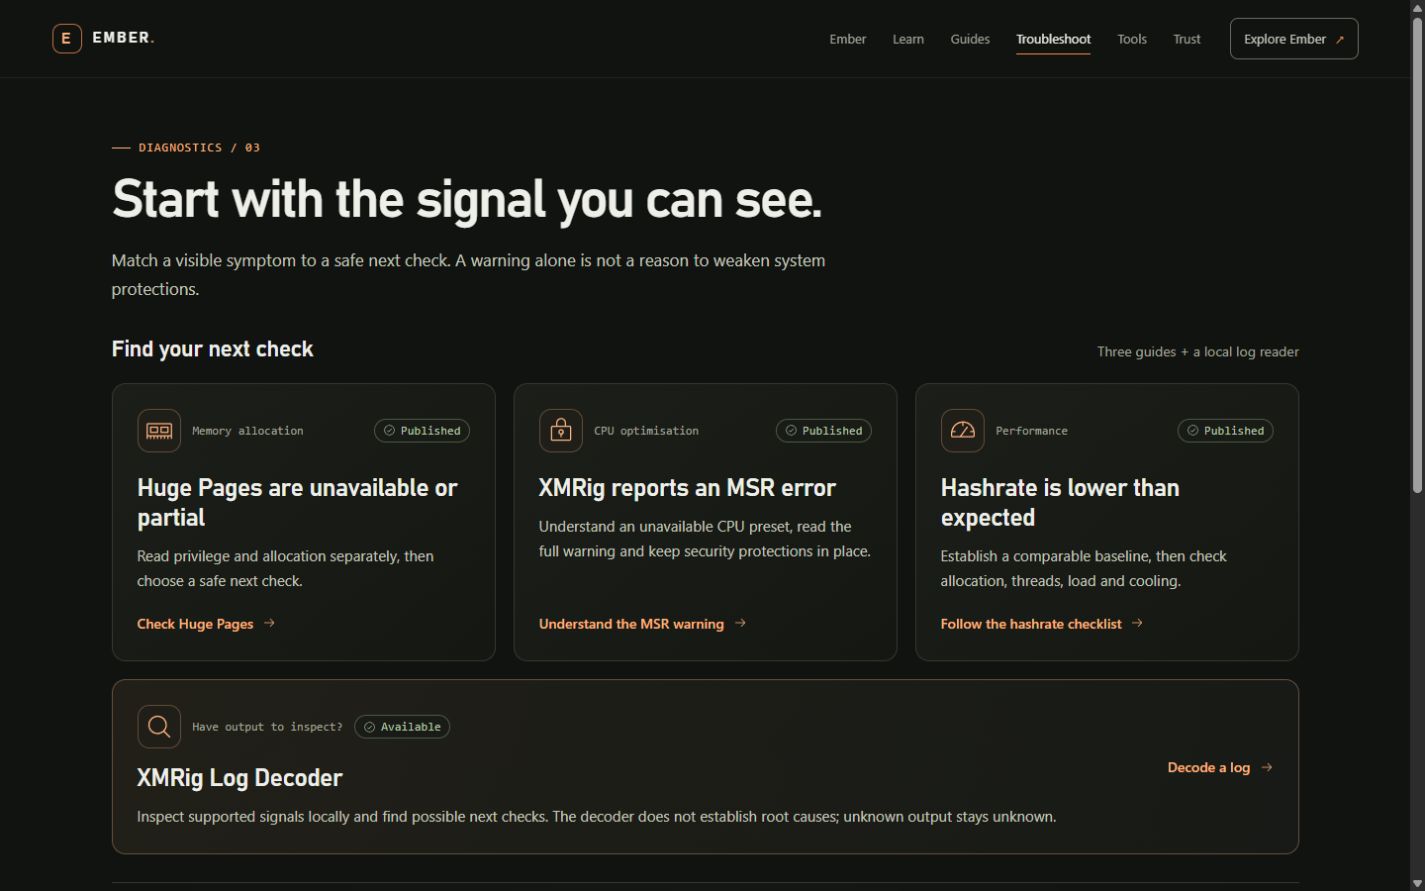 E EMBER.
Ember Learn Guides Troubleshoot Tools Trust Explore Ember ↗
— DIAGNOSTICS / 03
Start with the signal you can see.
Match a visible symptom to a safe next check. A warning alone is not a reason to weaken system
protections.
Find your next check
Three guides + a local log reader
Memory allocation
Published
Huge Pages are unavailable or
partial
Read privilege and allocation separately, then
choose a safe next check.
Check Huge Pages →
CPU optimisation
Published
XMRig reports an MSR error
Understand an unavailable CPU preset, read the
full warning and keep security protections in place.
Understand the MSR warning →
Performance
Published
Hashrate is lower than
expected
Establish a comparable baseline, then check
allocation, threads, load and cooling.
Follow the hashrate checklist →
Have output to inspect?
Available
XMRig Log Decoder
Inspect supported signals locally and find possible next checks. The decoder does not establish root causes; unknown output stays unknown.
Decode a log →